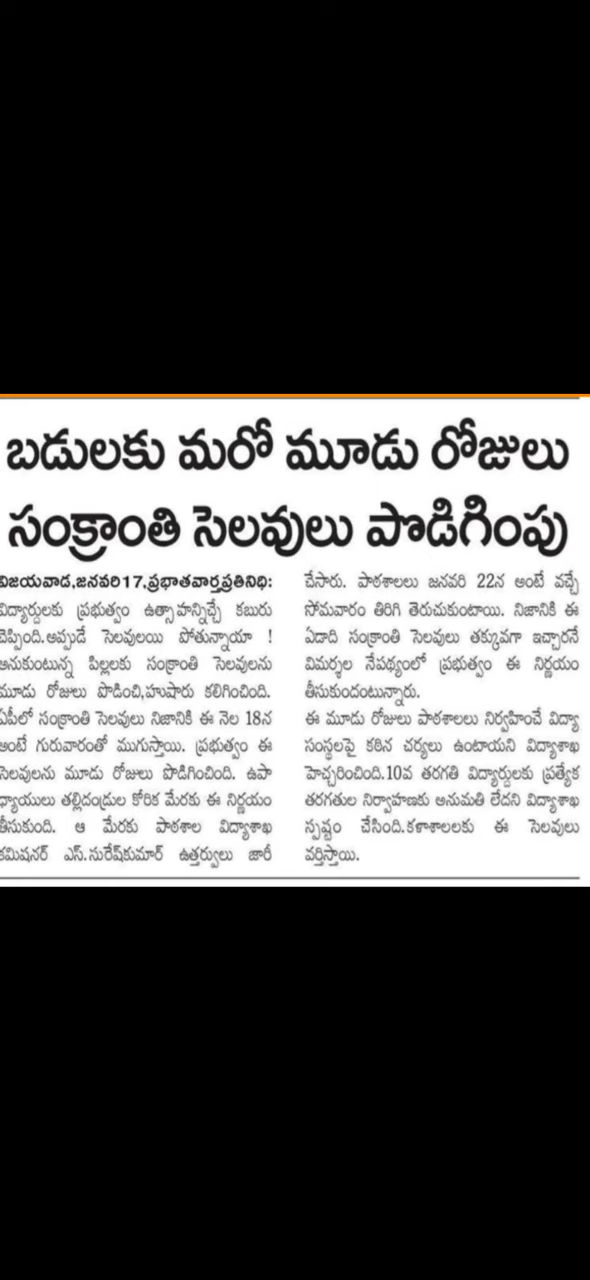 బడులకు మరో మూడు రోజులు
సంక్రాంతి సెలవులు పొడిగింపు
విజయవాడ,జనవరి17,ప్రభాతవార్తప్రతినిధి:
విద్యార్థులకు ప్రభుత్వం ఉత్సాహన్నిచ్చే కబురు
చెప్పింది.అప్పుడే సెలవులయి పోతున్నాయా !
అనుకుంటున్న పిల్లలకు సంక్రాంతి సెలవులను
మూడు రోజులు పొడించి,హుషారు కలిగించింది.
ఏపీలో సంక్రాంతి సెలవులు నిజానికి ఈ నెల 18న
అంటే గురువారంతో ముగుస్తాయి. ప్రభుత్వం ఈ
సెలవులను మూడు రోజులు పొడిగించింది. ఉపా
ధ్యాయులు తల్లిదండ్రుల కోరిక మేరకు ఈ నిర్ణయం
తీసుకుంది. ఆ మేరకు పాఠశాల విద్యాశాఖ
కమిషనర్ ఎస్.సురేష్‌కుమార్ ఉత్తర్వులు జారీ
చేసారు. పాఠశాలలు జనవరి 22న అంటే వచ్చే
సోమవారం తిరిగి తెరుచుకుంటాయి. నిజానికి ఈ
ఏడాది సంక్రాంతి సెలవులు తక్కువగా ఇచ్చారనే
విమర్శల నేపథ్యంలో ప్రభుత్వం ఈ నిర్ణయం
తీసుకుందంటున్నారు.
ఈ మూడు రోజులు పాఠశాలలు నిర్వహించే విద్యా
సంస్థలపై కఠిన చర్యలు ఉంటాయని విద్యాశాఖ
హెచ్చరించింది.10వ తరగతి విద్యార్థులకు ప్రత్యేక
తరగతుల నిర్వాహణకు అనుమతి లేదని విద్యాశాఖ
స్పష్టం చేసింది.కళాశాలలకు ఈ సెలవులు
వర్తిస్తాయి.